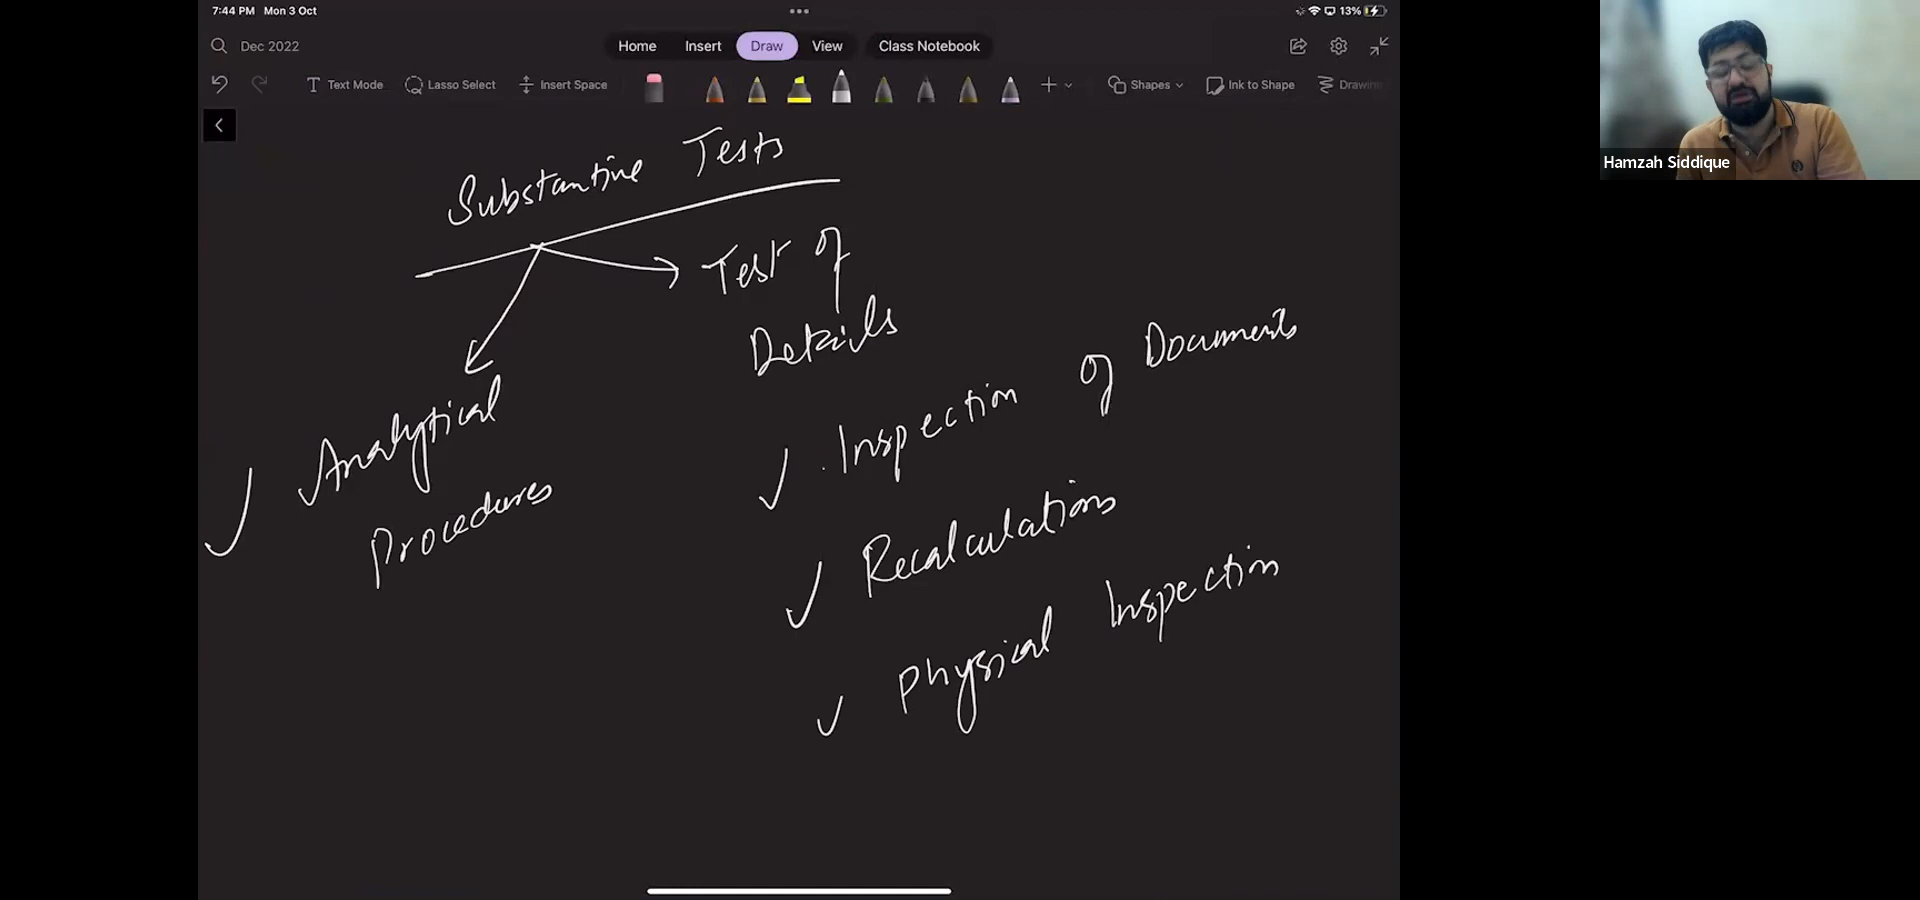 7:44 PM Mon 3 Oct
13%
Dec 2022
Home Insert Draw View Class Notebook
Text Mode Lasso Select Insert Space Shapes Ink to Shape Drawin
Hamzah Siddique
Substantive Tests
Test of
Details
Analytical
Procedures
Inspection of Documents
Recalculations
Physical Inspection